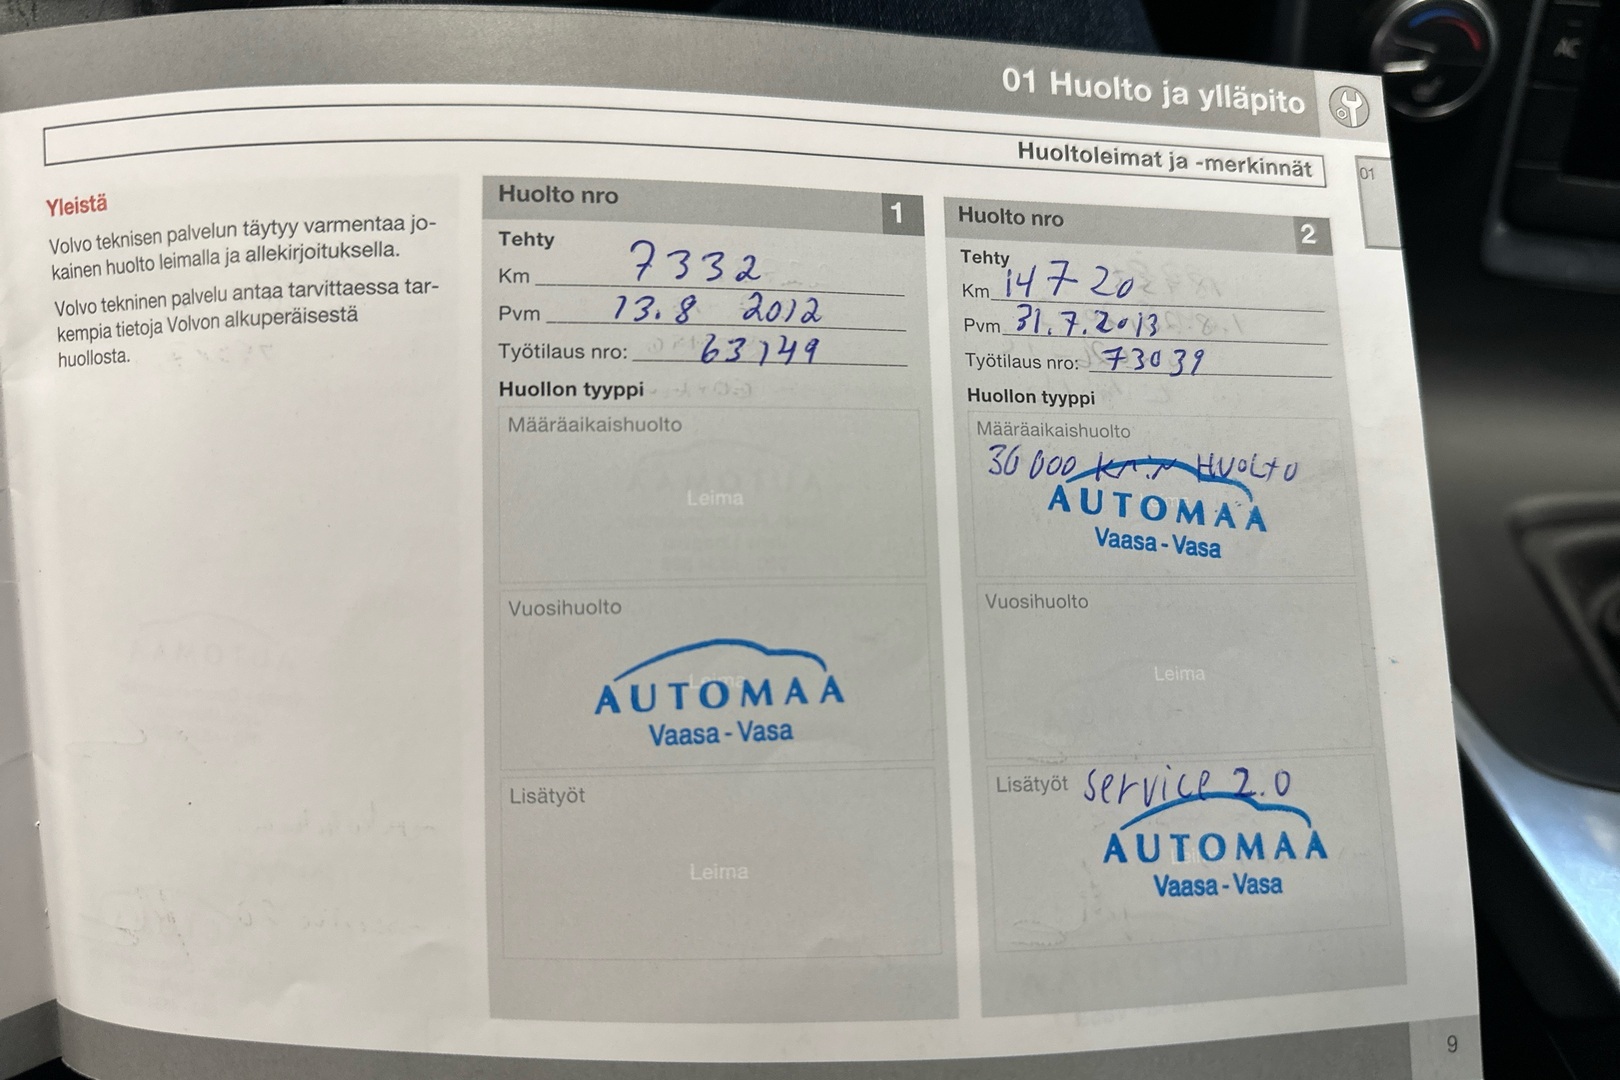 01 Huolto ja ylläpito
Huoltoleimat ja -merkinnät
01
Yleistä
Volvo teknisen palvelun täytyy varmentaa jo-
kainen huolto leimalla ja allekirjoituksella.
Volvo tekninen palvelu antaa tarvittaessa tar-
kempia tietoja Volvon alkuperäisestä
huollosta.
Huolto nro 1
Tehty
Km 7332
Pvm 13.8 2012
Työtilaus nro: 63149
Huollon tyyppi
Määräaikaishuolto
Leima
Vuosihuolto
Leima
AUTOMAA
Vaasa - Vasa
Lisätyöt
Leima
Huolto nro 2
Tehty
Km 14720
Pvm 31.7.2013
Työtilaus nro: 73039
Huollon tyyppi
Määräaikaishuolto
30 000 km:n HUOLTO
AUTOMAA
Vaasa - Vasa
Vuosihuolto
Leima
Lisätyöt service 2.0
AUTOMAA
Vaasa - Vasa
9
AC